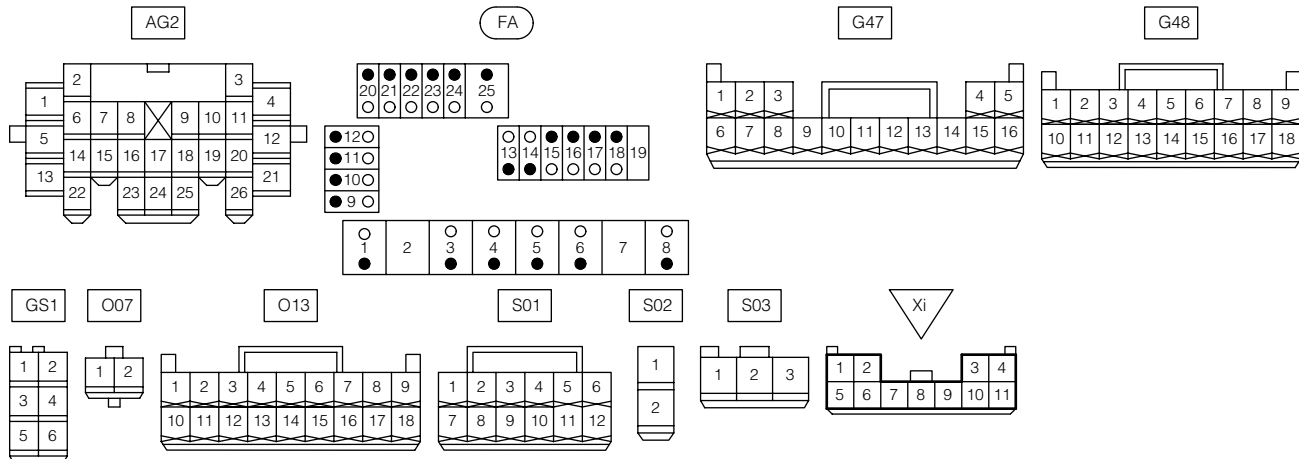 AG2 FA G47 G48
2 3
1 4
6 7 8 9 10 11
5 12
14 15 16 17 18 19 20
13 21
22 23 24 25 26
20 21 22 23 24 25
12
11
10
9
13 14 15 16 17 18 19
1 2 3 4 5 6 7 8
1 2 3 4 5
6 7 8 9 10 11 12 13 14 15 16
1 2 3 4 5 6 7 8 9
10 11 12 13 14 15 16 17 18
GS1 O07 O13 S01 S02 S03 Xi
1 2
3 4
5 6
1 2
1 2 3 4 5 6 7 8 9
10 11 12 13 14 15 16 17 18
1 2 3 4 5 6
7 8 9 10 11 12
1
2
1 2 3
1 2 3 4
5 6 7 8 9 10 11